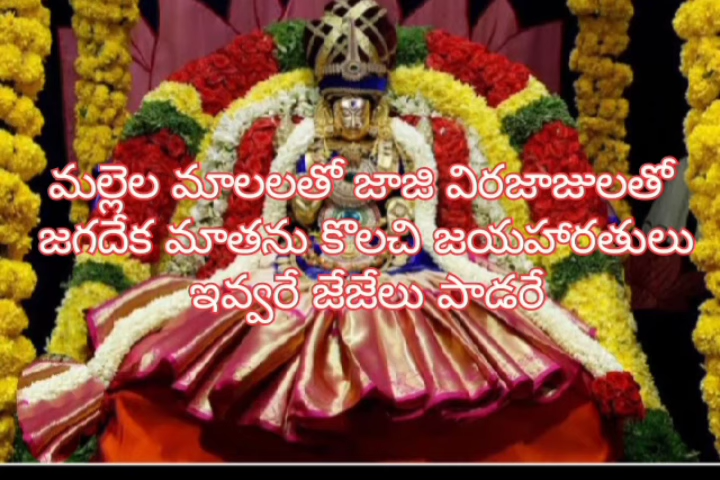 మల్లెల మాలలతో జాజి విరజాజులతో
జగదేక మాతను కొలచి జయహారతులు
ఇవ్వరే జేజేలు పాడరే